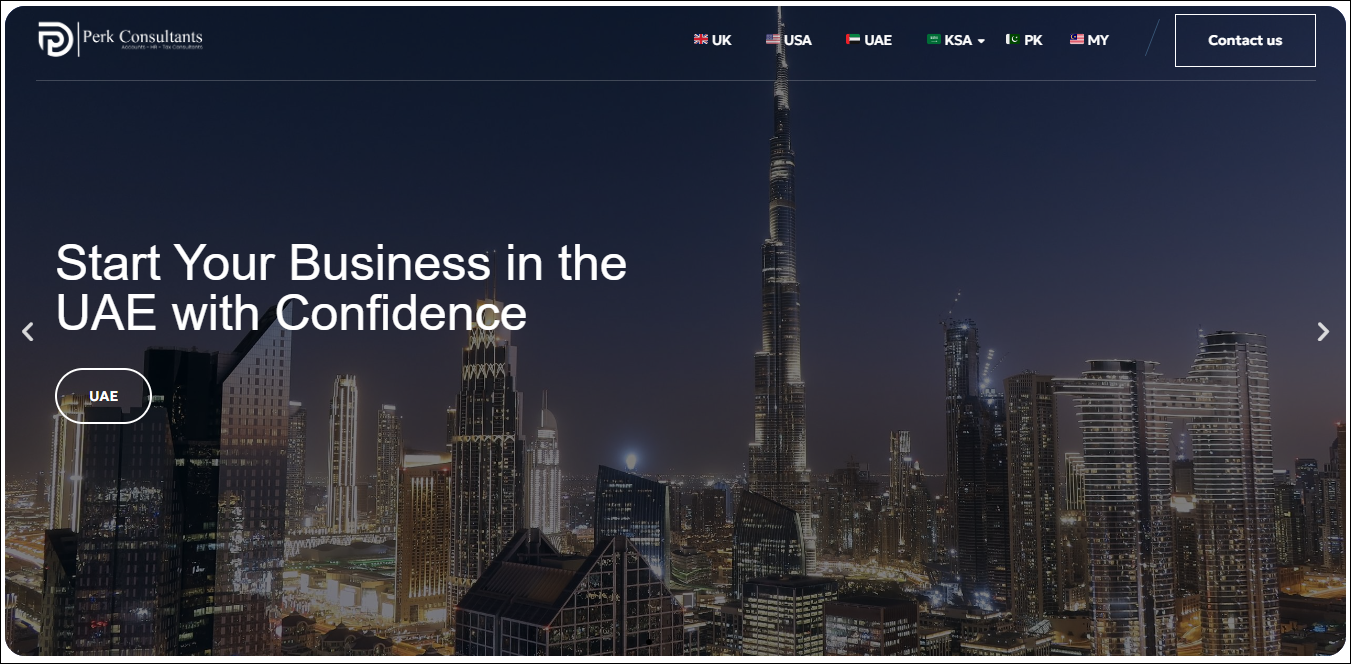 Perk Consultants
Accounts - HR - Tax Consultants
UK USA UAE KSA PK MY Contact us
Start Your Business in the
UAE with Confidence
UAE